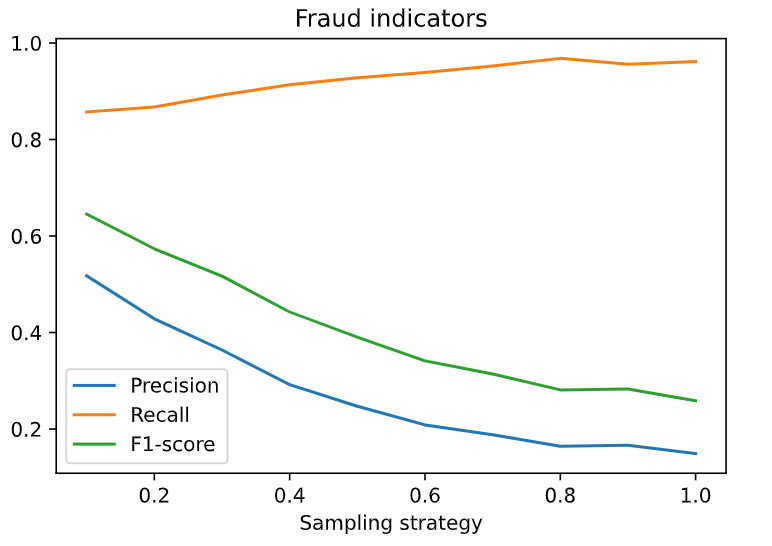 Fraud indicators
1.0
0.8
0.6
0.4
0.2
Precision
Recall
F1-score
0.2 0.4 0.6 0.8 1.0
Sampling strategy